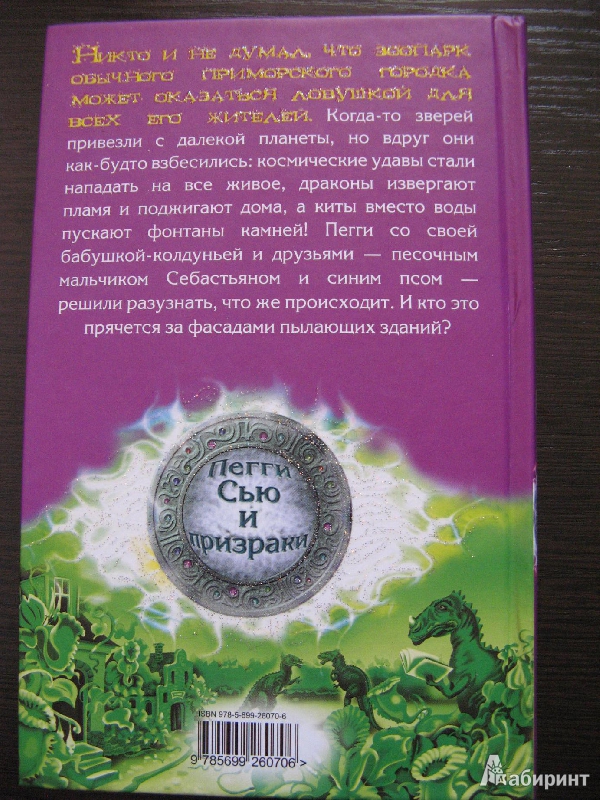 Никто и не думал, что зоопарк
обычного приморского городка
может оказаться ловушкой для
всех его жителей. Когда-то зверей
привезли с далекой планеты, но вдруг они
как-будто взбесились: космические удавы стали
нападать на все живое, драконы извергают
пламя и поджигают дома, а киты вместо воды
пускают фонтаны камней! Пегги со своей
бабушкой-колдуньей и друзьями — песочным
мальчиком Себастьяном и синим псом —
решили разузнать, что же происходит. И кто это
прячется за фасадами пылающих зданий?
Пегги
Сью
и
призраки
ISBN 978-5-699-26070-6
9 785699 260706 >
Лабиринт